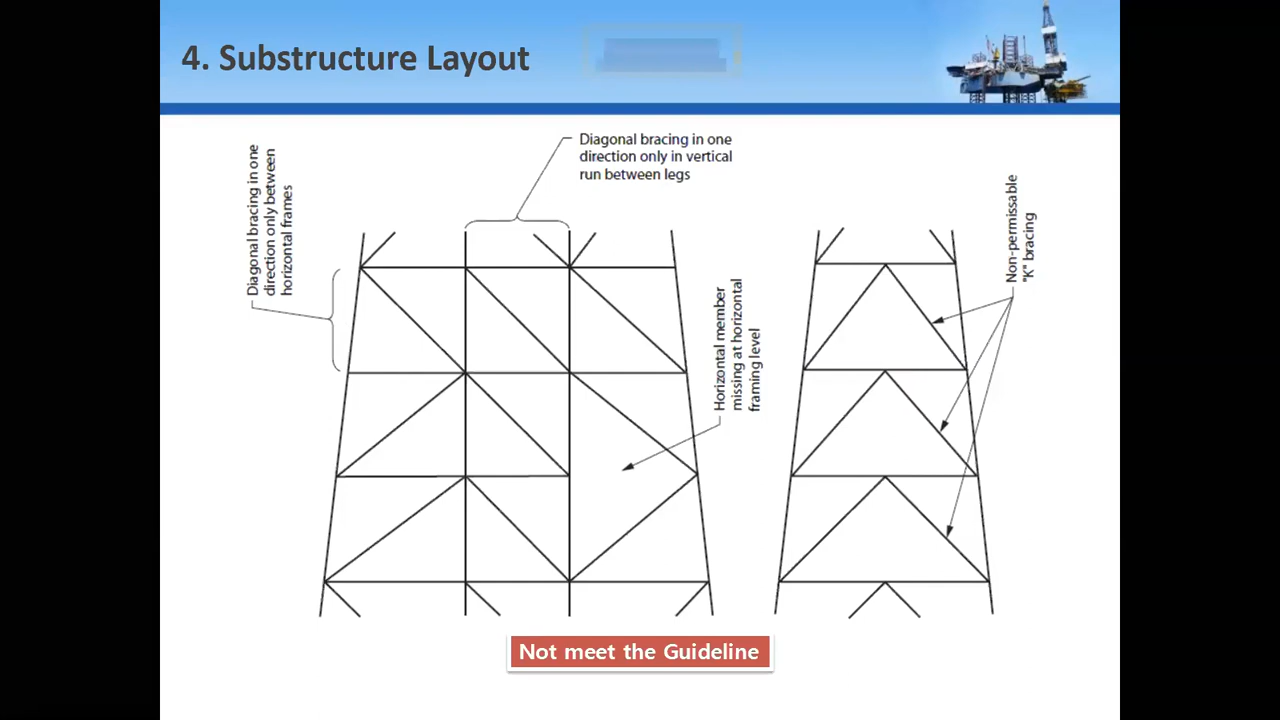 4. Substructure Layout
Diagonal bracing in one
direction only between
horizontal frames
Diagonal bracing in one
direction only in vertical
run between legs
Horizontal member
missing at horizontal
framing level
Non-permissable
"K" bracing
Not meet the Guideline